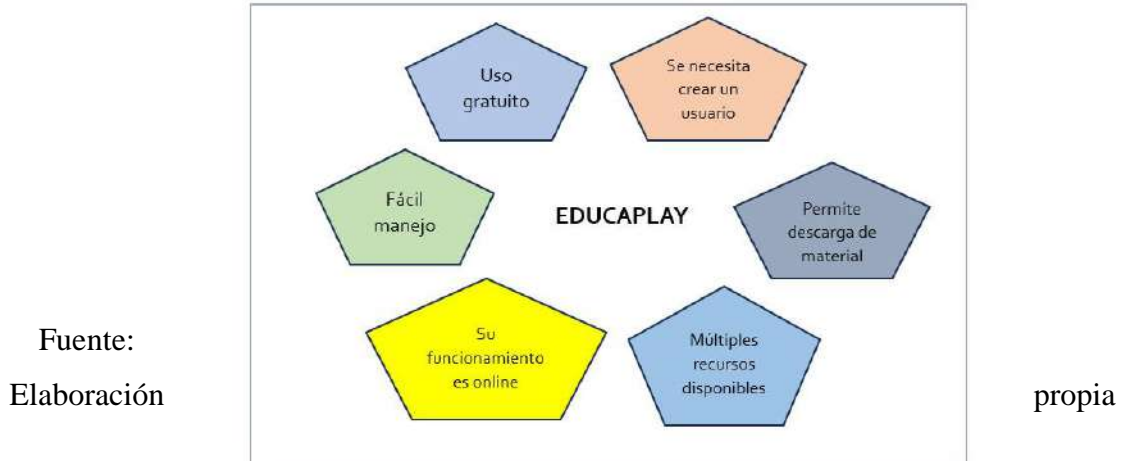 Uso
gratuito
Se necesita
crear un
usuario
Fácil
manejo
EDUCAPLAY
Permite
descarga de
material
Su
funcionamiento
es online
Múltiples
recursos
disponibles
Fuente:
Elaboración propia